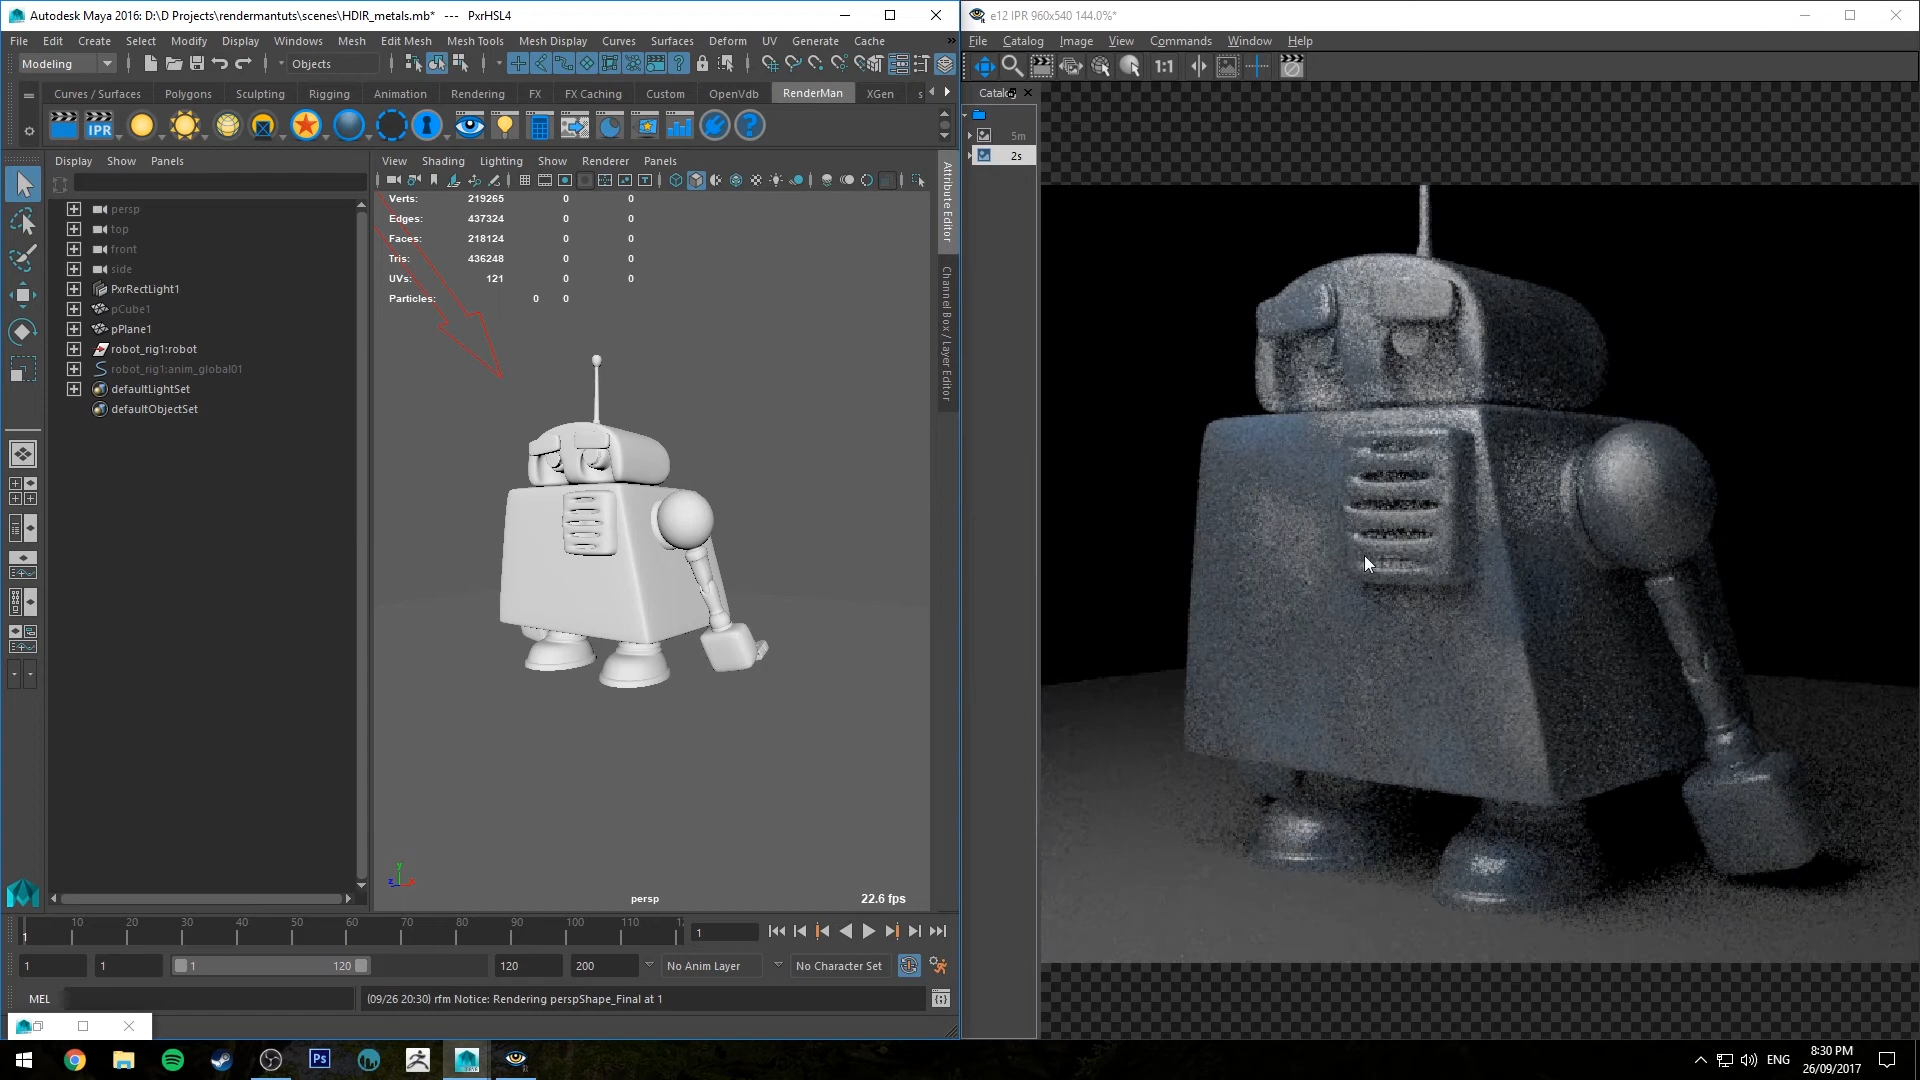 Autodesk Maya 2016: D:\D Projects\rendermantuts\scenes\HDIR_metals.mb* --- PxrHSL4
File Edit Create Select Modify Display Windows Mesh Edit Mesh Mesh Tools Mesh Display Curves Surfaces Deform UV Generate Cache »
Modeling Objects
Curves / Surfaces Polygons Sculpting Rigging Animation Rendering FX FX Caching Custom OpenVdb RenderMan XGen s
IPR
Display Show Panels
View Shading Lighting Show Renderer Panels
Verts: 219265 0 0
Edges: 437324 0 0
Faces: 218124 0 0
Tris: 436248 0 0
UVs: 121 0 0
Particles: 0 0
persp
top
front
side
PxrRectLight1
pCube1
pPlane1
robot_rig1:robot
robot_rig1:anim_global01
defaultLightSet
defaultObjectSet
Attribute Editor
Channel Box / Layer Editor
y
z x
persp
22.6 fps
1 10 20 30 40 50 60 70 80 90 100 110 12
1
1 1 1 120 120 200 No Anim Layer No Character Set
MEL (09/26 20:30) rfm Notice: Rendering perspShape_Final at 1
e12 IPR 960x540 144.0%*
File Catalog Image View Commands Window Help
1:1
Catalo
5m
2s
Ps
ENG
8:30 PM
26/09/2017